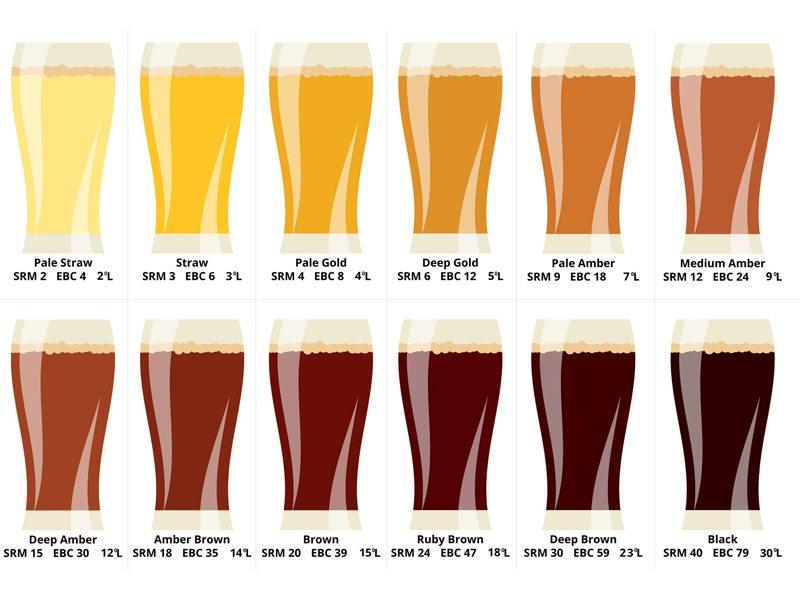 Pale Straw
SRM 2 EBC 4 2°L
Straw
SRM 3 EBC 6 3°L
Pale Gold
SRM 4 EBC 8 4°L
Deep Gold
SRM 6 EBC 12 5°L
Pale Amber
SRM 9 EBC 18 7°L
Medium Amber
SRM 12 EBC 24 9°L
Deep Amber
SRM 15 EBC 30 12°L
Amber Brown
SRM 18 EBC 35 14°L
Brown
SRM 20 EBC 39 15°L
Ruby Brown
SRM 24 EBC 47 18°L
Deep Brown
SRM 30 EBC 59 23°L
Black
SRM 40 EBC 79 30°L